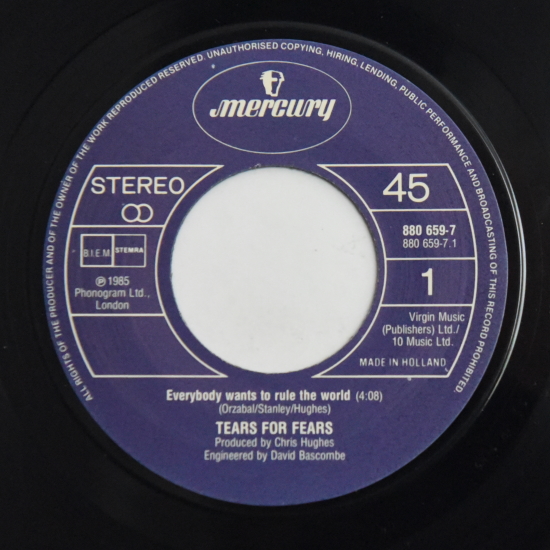 ALL RIGHTS OF THE PRODUCER AND OF THE OWNER OF THE WORK REPRODUCED RESERVED. UNAUTHORISED COPYING, HIRING, LENDING, PUBLIC PERFORMANCE AND BROADCASTING OF THIS RECORD PROHIBITED.
mercury
STEREO
45
880 659-7
880 659-7.1
B.I.E.M.
STEMRA
℗ 1985
Phonogram Ltd.,
London
1
Virgin Music
(Publishers) Ltd./
10 Music Ltd.
MADE IN HOLLAND
Everybody wants to rule the world (4:08)
(Orzabal/Stanley/Hughes)
TEARS FOR FEARS
Produced by Chris Hughes
Engineered by David Bascombe